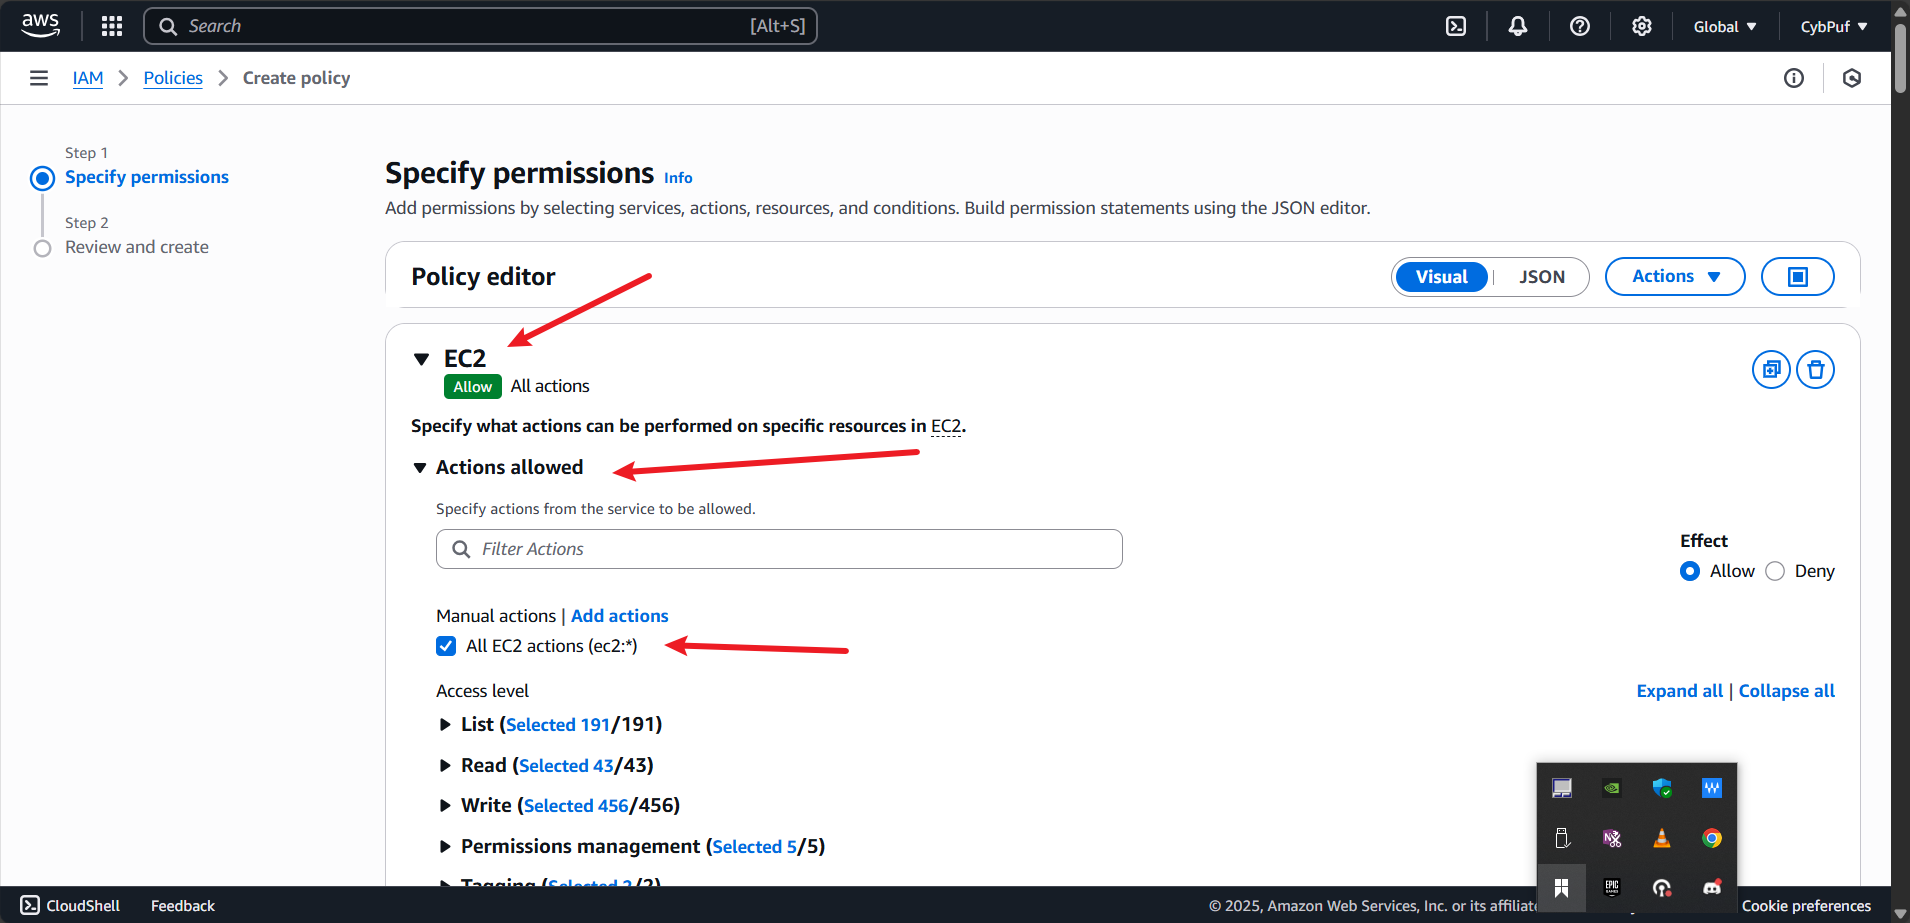 aws
Search [Alt+S]
Global CybPuf
IAM Policies Create policy
Step 1
Specify permissions
Step 2
Review and create
Specify permissions Info
Add permissions by selecting services, actions, resources, and conditions. Build permission statements using the JSON editor.
Policy editor
Visual JSON Actions
EC2
Allow All actions
Specify what actions can be performed on specific resources in EC2.
Actions allowed
Specify actions from the service to be allowed.
Filter Actions
Effect
Allow Deny
Manual actions | Add actions
All EC2 actions (ec2:*)
Access level
Expand all | Collapse all
List (Selected 191/191)
Read (Selected 43/43)
Write (Selected 456/456)
Permissions management (Selected 5/5)
Tagging (Selected 2/2)
EPIC GAMES
CloudShell Feedback
© 2025, Amazon Web Services, Inc. or its
Cookie preferences